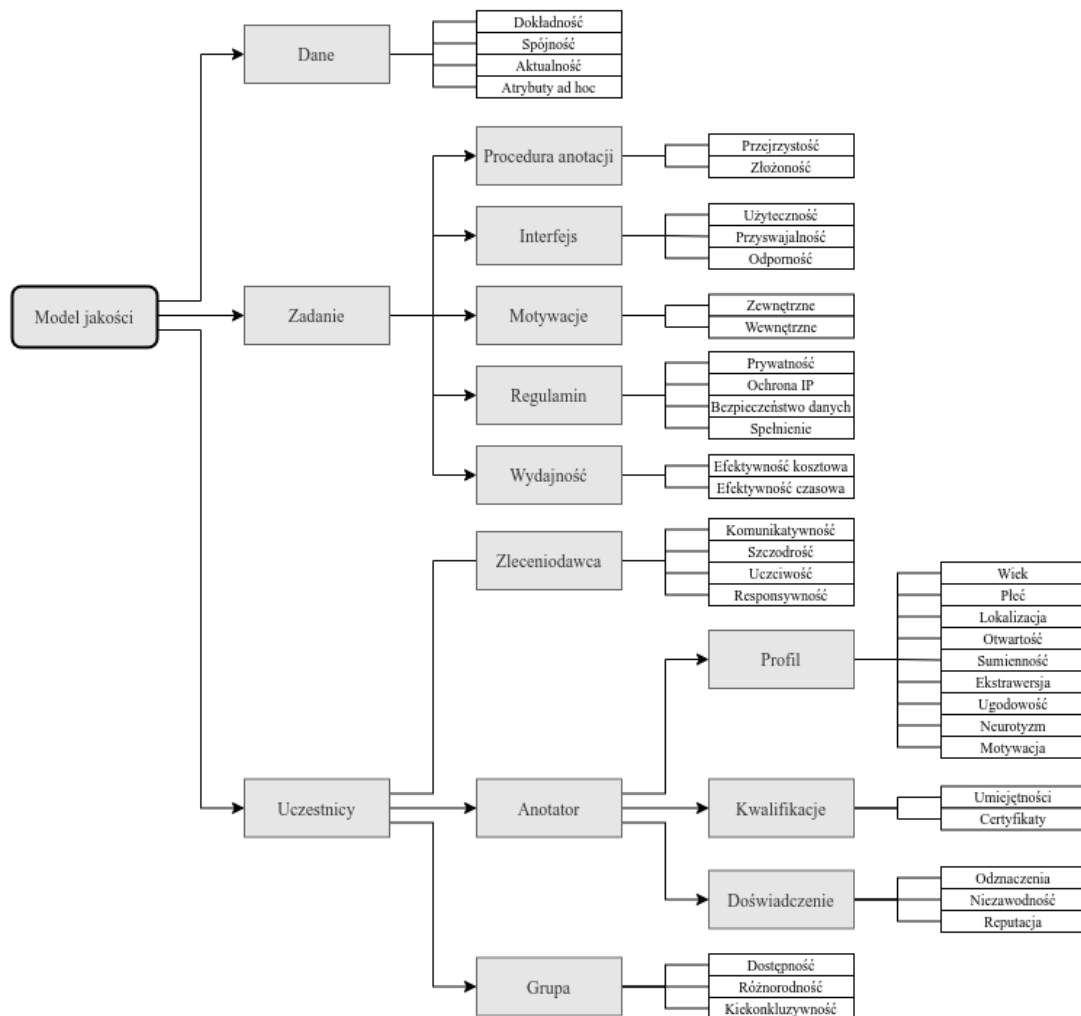 Model jakości
Dane
Dokładność
Spójność
Aktualność
Atrybuty ad hoc
Zadanie
Procedura anotacji
Przejrzystość
Złożoność
Interfejs
Użyteczność
Przyswajalność
Odporność
Motywacje
Zewnętrzne
Wewnętrzne
Regulamin
Prywatność
Ochrona IP
Bezpieczeństwo danych
Spełnienie
Wydajność
Efektywność kosztowa
Efektywność czasowa
Uczestnicy
Zleceniodawca
Komunikatywność
Szczodrość
Uczciwość
Responsywność
Anotator
Profil
Wiek
Płeć
Lokalizacja
Otwartość
Sumienność
Ekstrawersja
Ugodowość
Neurotyzm
Motywacja
Kwalifikacje
Umiejętności
Certyfikaty
Doświadczenie
Odznaczenia
Niezawodność
Reputacja
Grupa
Dostępność
Różnorodność
Kiekonkluzywność